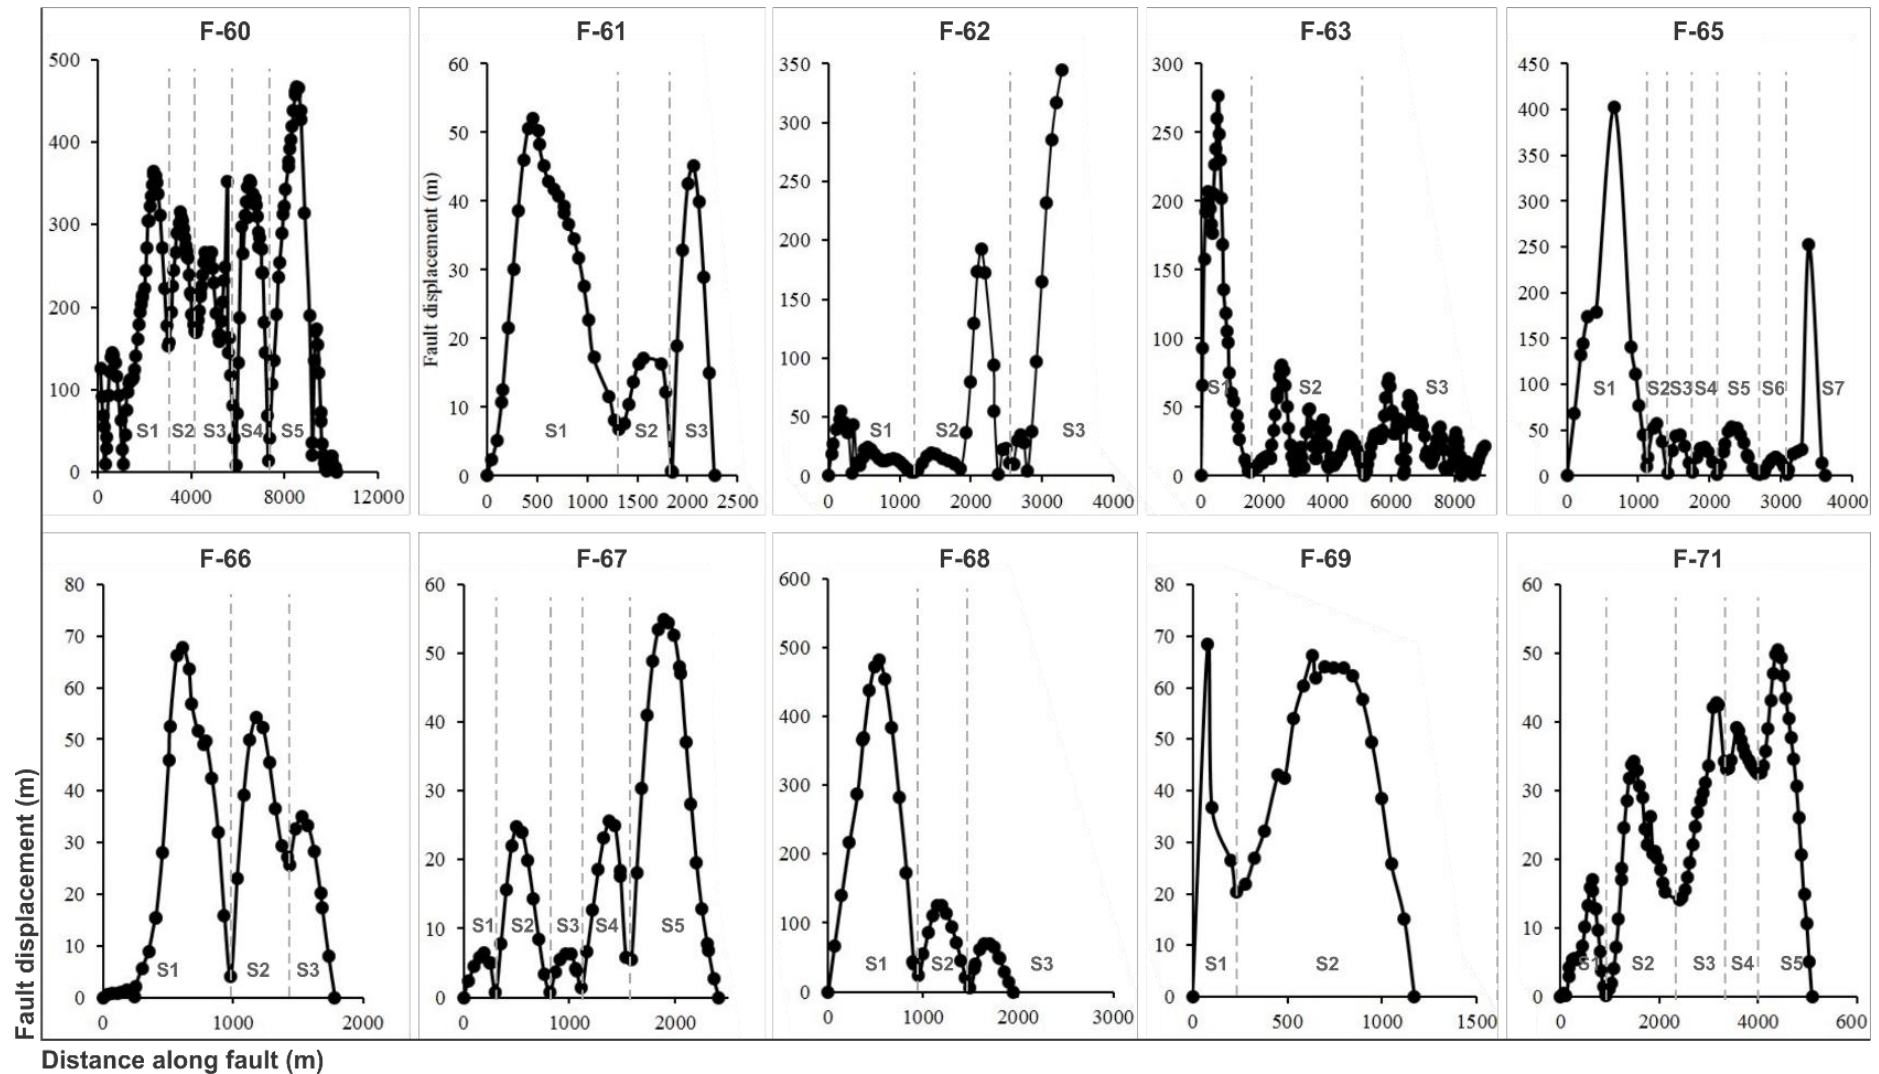 F-60
F-61
F-62
F-63
F-65
500
400
300
200
100
0
0 4000 8000 12000
S1 S2 S3 S4 S5
Fault displacement (m)
60
50
40
30
20
10
0
0 500 1000 1500 2000 2500
S1 S2 S3
350
300
250
200
150
100
50
0
0 1000 2000 3000 4000
S1 S2 S3
300
250
200
150
100
50
0
0 2000 4000 6000 8000
S1 S2 S3
450
400
350
300
250
200
150
100
50
0
0 1000 2000 3000 4000
S1 S2 S3 S4 S5 S6 S7
F-66
F-67
F-68
F-69
F-71
80
70
60
50
40
30
20
10
0
0 1000 2000
S1 S2 S3
60
50
40
30
20
10
0
0 1000 2000
S1 S2 S3 S4 S5
600
500
400
300
200
100
0
0 1000 2000 3000
S1 S2 S3
80
70
60
50
40
30
20
10
0
0 500 1000 1500
S1 S2
60
50
40
30
20
10
0
0 2000 4000 600
S1 S2 S3 S4 S5
Fault displacement (m)
Distance along fault (m)